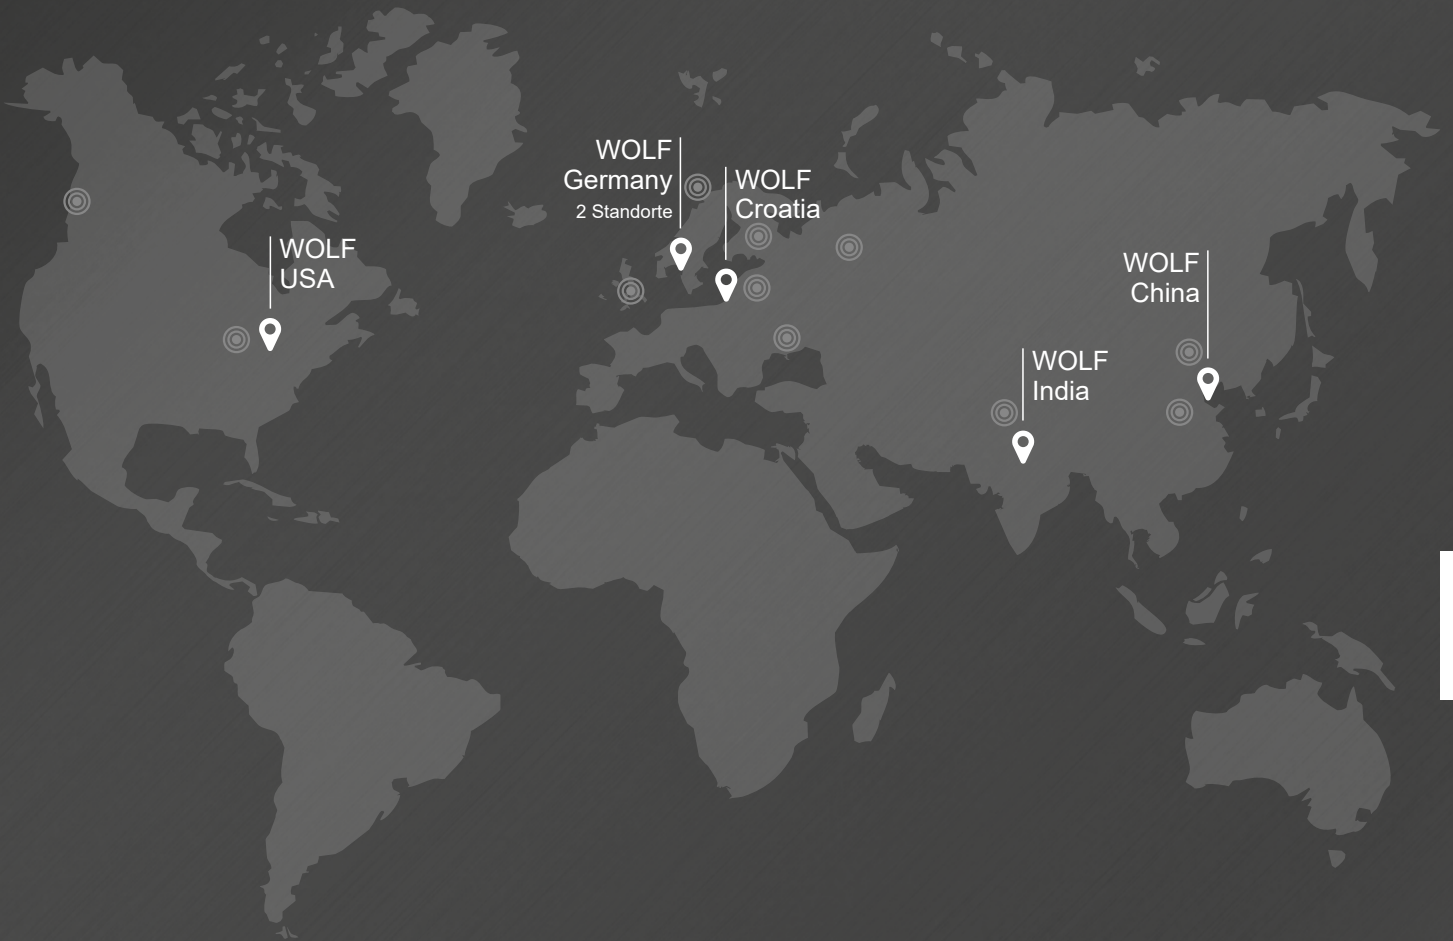 WOLF
Germany
2 Standorte
WOLF
Croatia
WOLF
USA
WOLF
China
WOLF
India